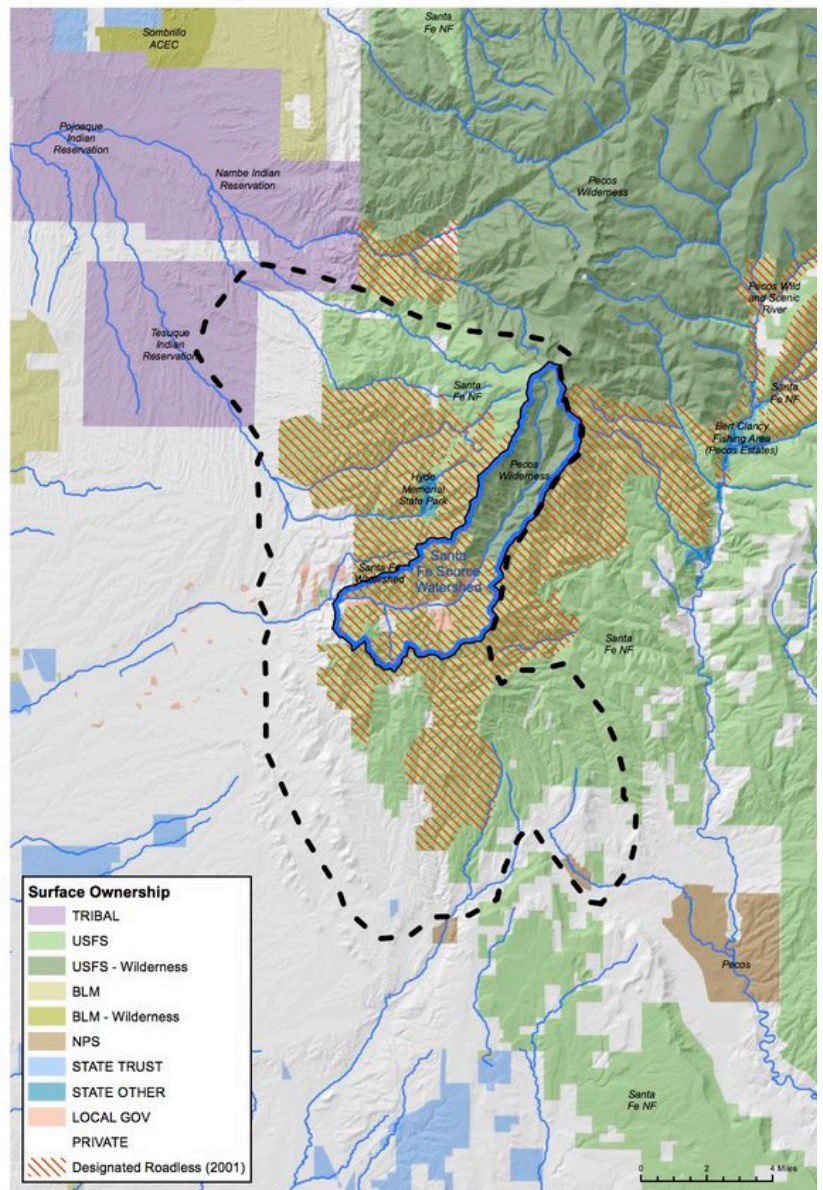 Santa
Fe NF
Sombrillo
ACEC
Pojoaque
Indian
Reservation
Nambe Indian
Reservation
Pecos
Wilderness
Pecos Wild
and Scenic
River
Tesuque
Indian
Reservation
Santa
Fe NF
Santa
Fe NF
Bert Clancy
Fishing Area
(Pecos Estates)
Pecos
Wilderness
Hyde
Memorial
State Park
Santa Fe
Watershed
Santa
Fe Source
Watershed
Santa
Fe NF
Surface Ownership
TRIBAL
USFS
USFS - Wilderness
BLM
BLM - Wilderness
NPS
STATE TRUST
STATE OTHER
LOCAL GOV
PRIVATE
Designated Roadless (2001)
Pecos
Santa
Fe NF
0 2 4 Miles